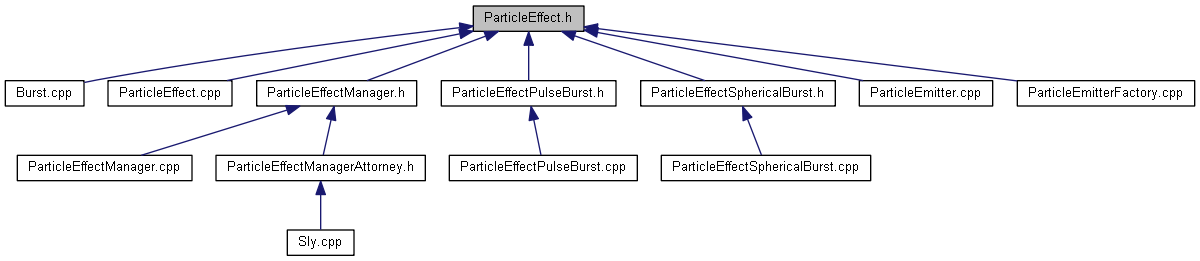 ParticleEffect.h
Burst.cpp
ParticleEffect.cpp
ParticleEffectManager.h
ParticleEffectPulseBurst.h
ParticleEffectSphericalBurst.h
ParticleEmitter.cpp
ParticleEmitterFactory.cpp
ParticleEffectManager.cpp
ParticleEffectManagerAttorney.h
ParticleEffectPulseBurst.cpp
ParticleEffectSphericalBurst.cpp
Sly.cpp